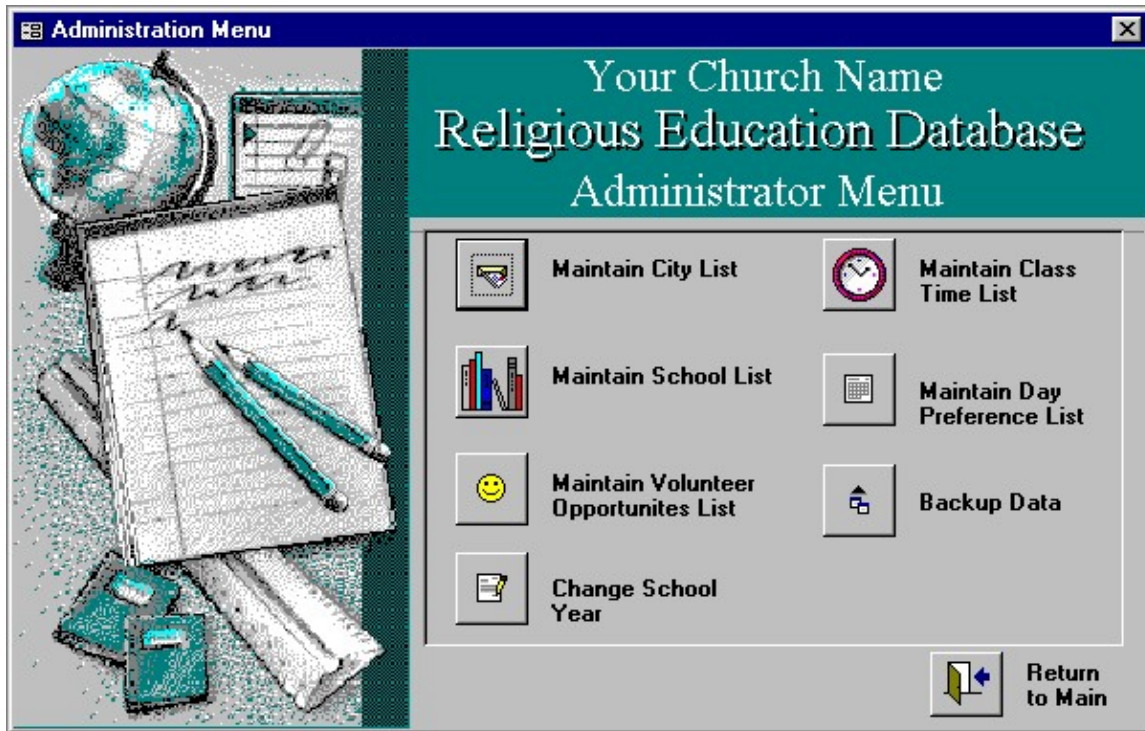 Administration Menu
Your Church Name
Religious Education Database
Administrator Menu
Maintain City List
Maintain Class
Time List
Maintain School List
Maintain Day
Preference List
Maintain Volunteer
Opportunites List
Backup Data
Change School
Year
Return
to Main